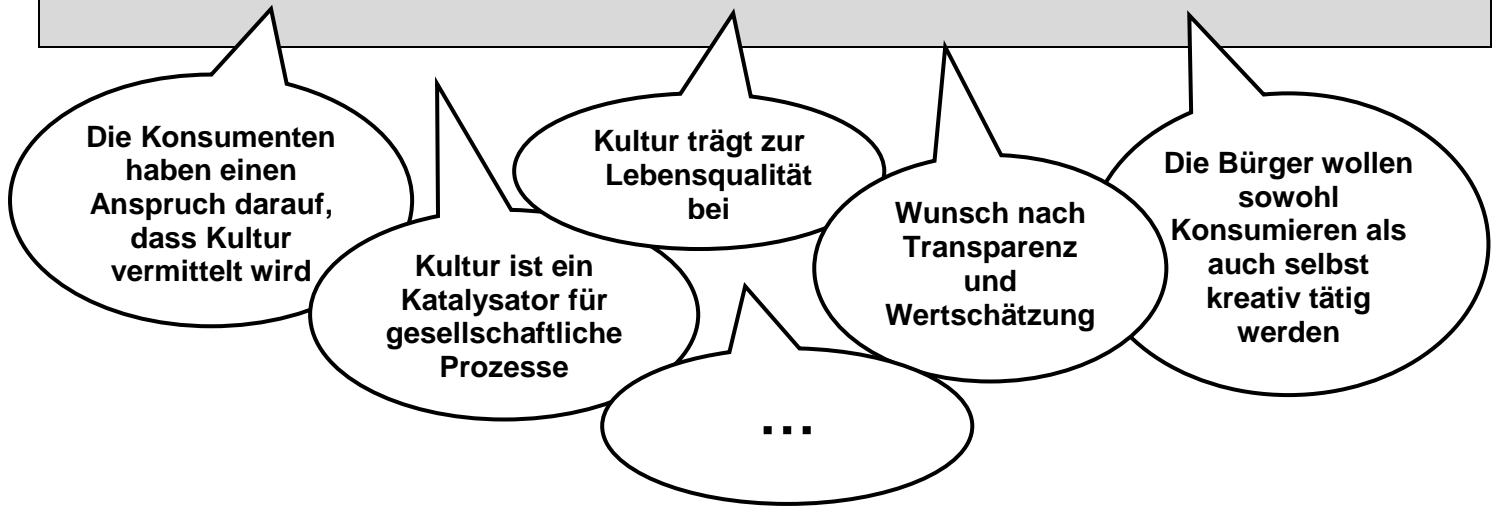 Die Konsumenten
haben einen
Anspruch darauf,
dass Kultur
vermittelt wird
Kultur ist ein
Katalysator für
gesellschaftliche
Prozesse
Kultur trägt zur
Lebensqualität
bei
...
Wunsch nach
Transparenz
und
Wertschätzung
Die Bürger wollen
sowohl
Konsumieren als
auch selbst
kreativ tätig
werden